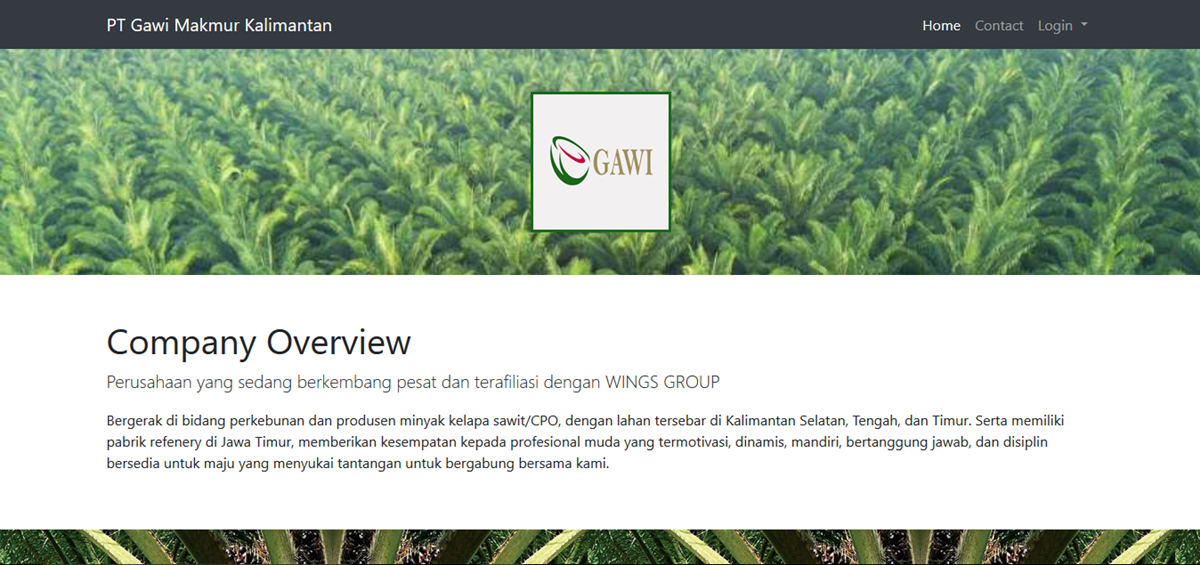 PT Gawi Makmur Kalimantan
Home Contact Login
GAWI
Company Overview
Perusahaan yang sedang berkembang pesat dan terafiliasi dengan WINGS GROUP
Bergerak di bidang perkebunan dan produsen minyak kelapa sawit/CPO, dengan lahan tersebar di Kalimantan Selatan, Tengah, dan Timur. Serta memiliki
pabrik refenery di Jawa Timur, memberikan kesempatan kepada profesional muda yang termotivasi, dinamis, mandiri, bertanggung jawab, dan disiplin
bersedia untuk maju yang menyukai tantangan untuk bergabung bersama kami.